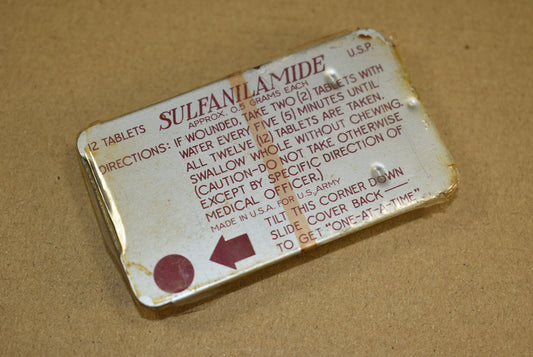 SULFANILAMIDE U.S.P.
12 TABLETS APPROX. 0.5 GRAMS EACH
DIRECTIONS: IF WOUNDED, TAKE TWO (2) TABLETS WITH
WATER EVERY FIVE (5) MINUTES UNTIL
ALL TWELVE (12) TABLETS ARE TAKEN.
SWALLOW WHOLE WITHOUT CHEWING.
(CAUTION-DO NOT TAKE OTHERWISE
EXCEPT BY SPECIFIC DIRECTION OF
MEDICAL OFFICER.)
MADE IN U.S.A. FOR U.S. ARMY
TILT THIS CORNER DOWN
SLIDE COVER BACK
TO GET "ONE-AT-A-TIME".